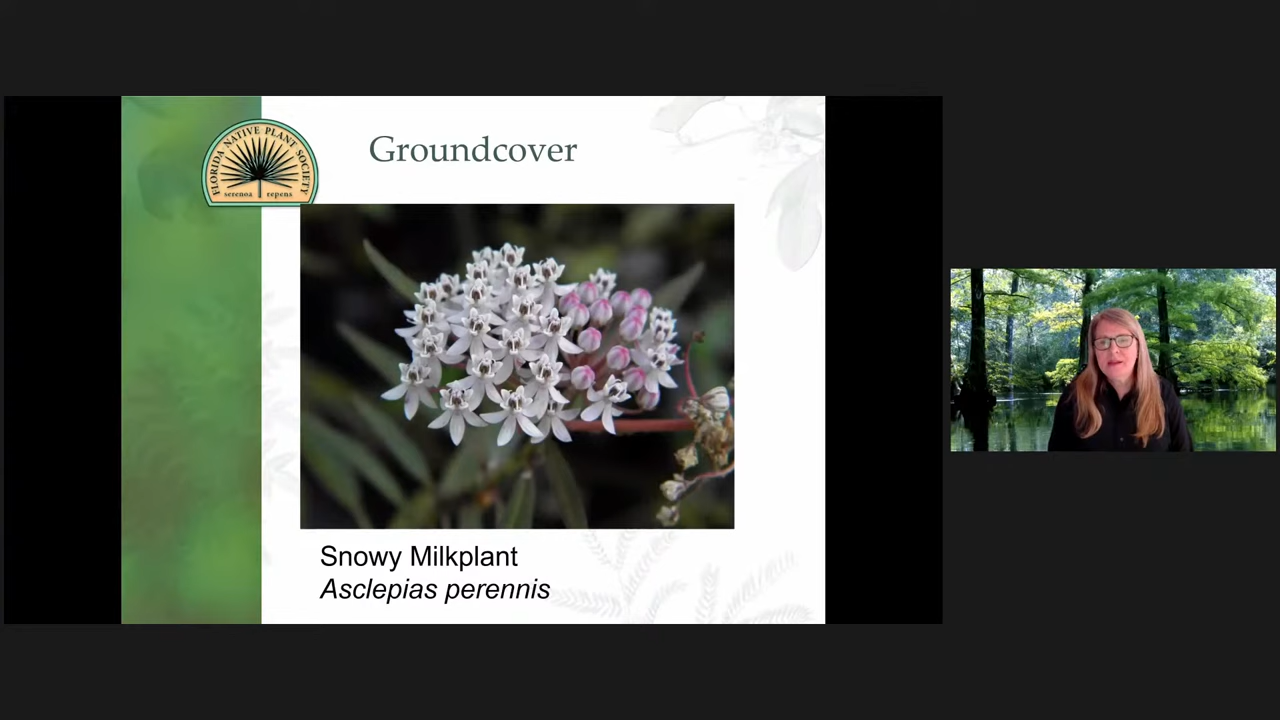 Groundcover
FLORIDA NATIVE PLANT SOCIETY
serenoa repens
Snowy Milkplant
Asclepias perennis